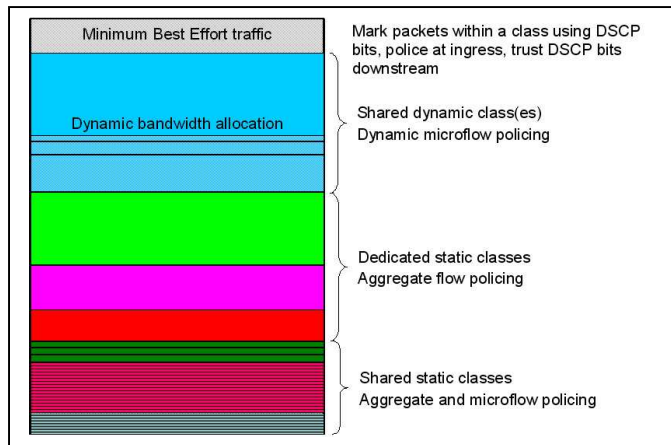 Minimum Best Effort traffic
Mark packets within a class using DSCP
bits, police at ingress, trust DSCP bits
downstream
Shared dynamic class(es)
Dynamic bandwidth allocation
Dynamic microflow policing
Dedicated static classes
Aggregate flow policing
Shared static classes
Aggregate and microflow policing